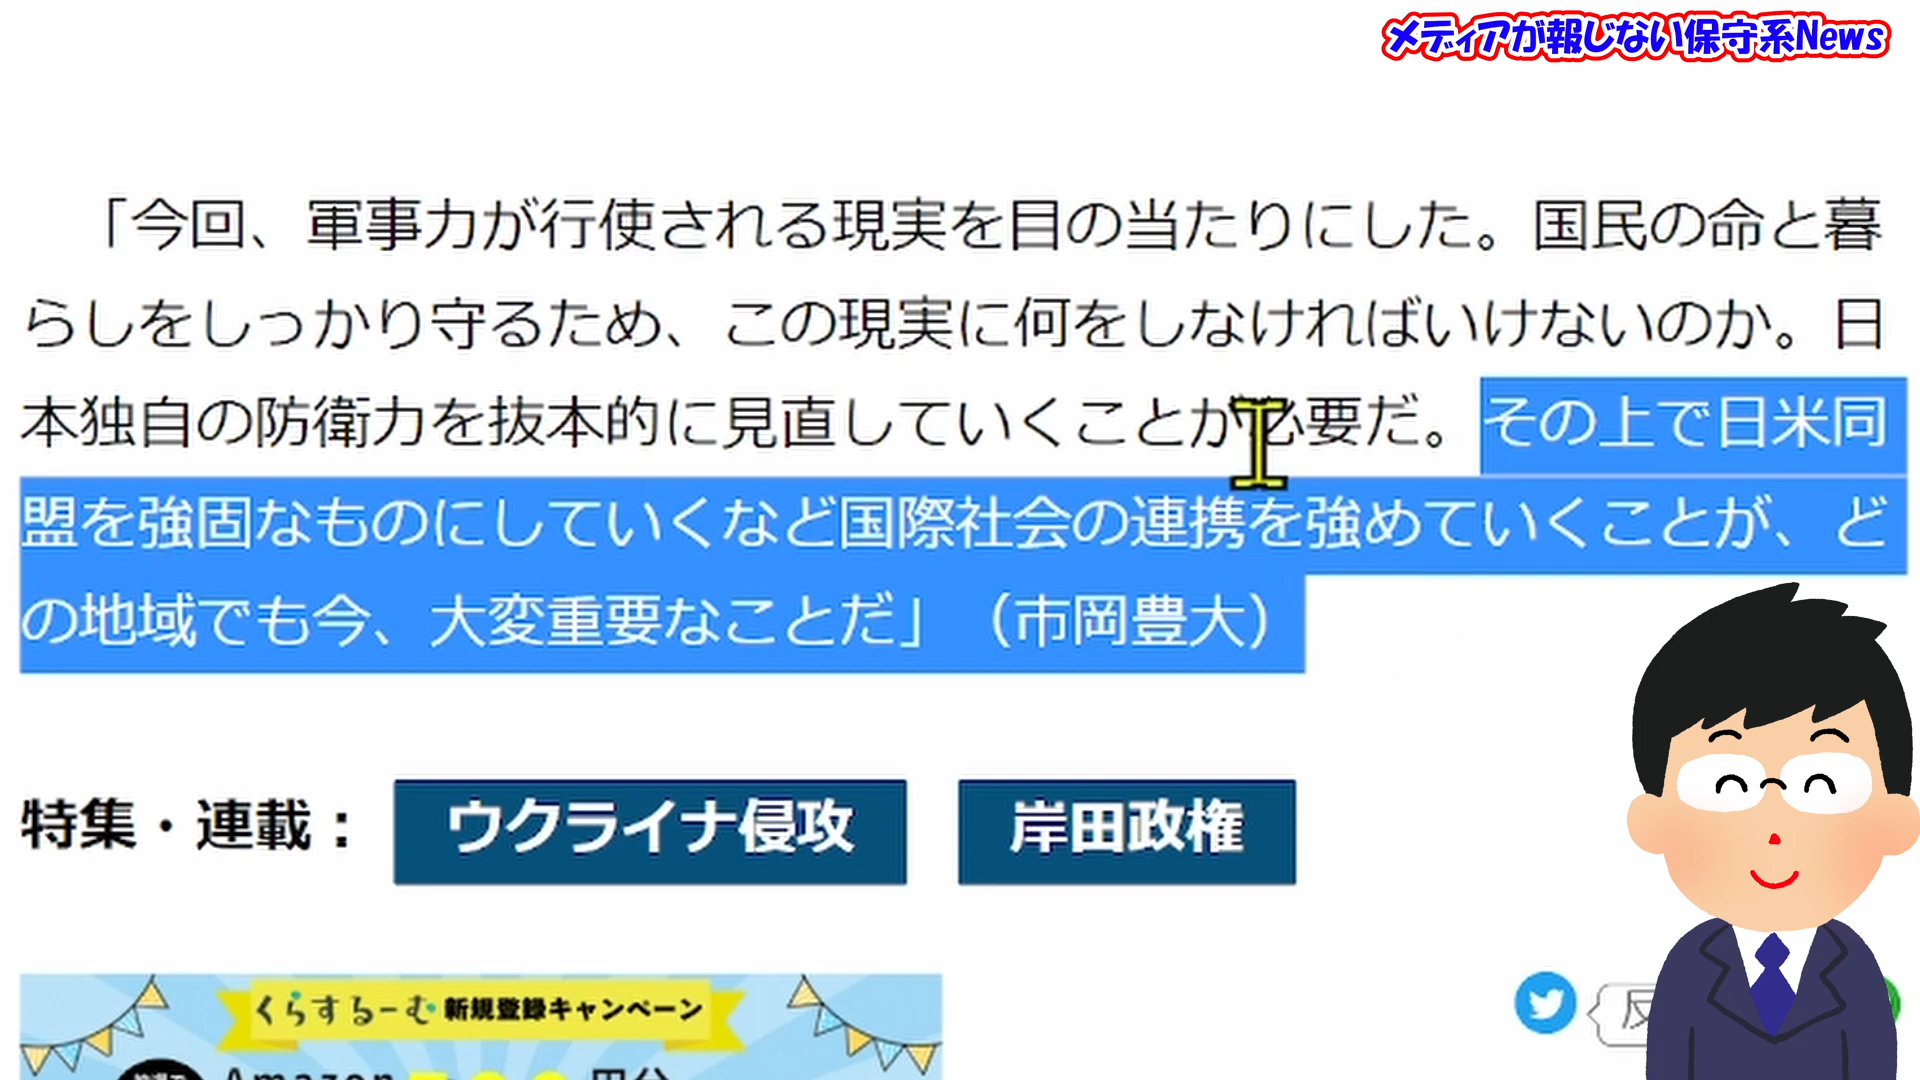 メディアが報じない保守系News
「今回、軍事力が行使される現実を目の当たりにした。国民の命と暮
らしをしっかり守るため、この現実に何をしなければいけないのか。日
本独自の防衛力を抜本的に見直していくことが必要だ。その上で日米同
盟を強固なものにしていくなど国際社会の連携を強めていくことが、ど
の地域でも今、大変重要なことだ」（市岡豊大）
特集・連載： ウクライナ侵攻 岸田政権
くらするーむ 新規登録キャンペーン
Amazon 円分
反